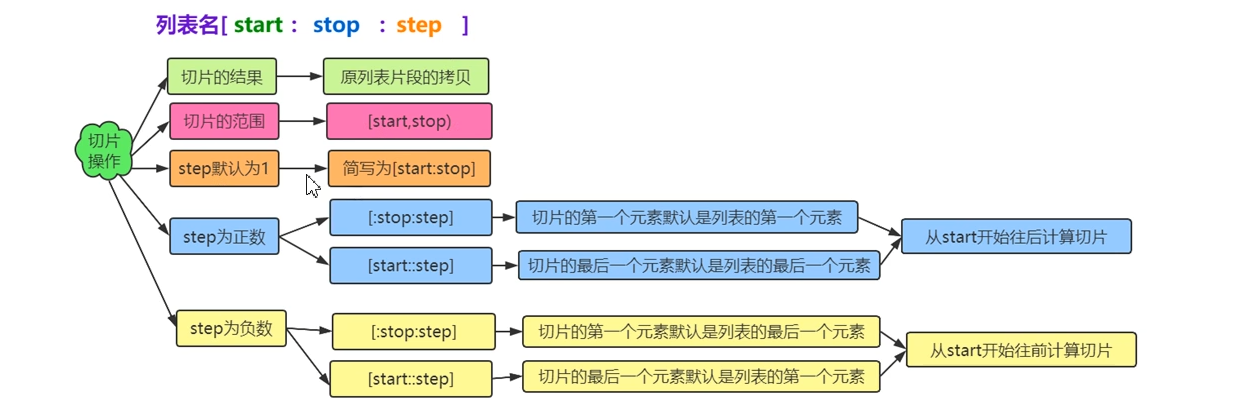 列表名[ start : stop : step ]
切片的结果
原列表片段的拷贝
切片的范围
[start,stop)
切片
操作
step默认为1
简写为[start:stop]
step为正数
[:stop:step]
切片的第一个元素默认是列表的第一个元素
从start开始往后计算切片
[start::step]
切片的最后一个元素默认是列表的最后一个元素
step为负数
[:stop:step]
切片的第一个元素默认是列表的最后一个元素
从start开始往前计算切片
[start::step]
切片的最后一个元素默认是列表的第一个元素